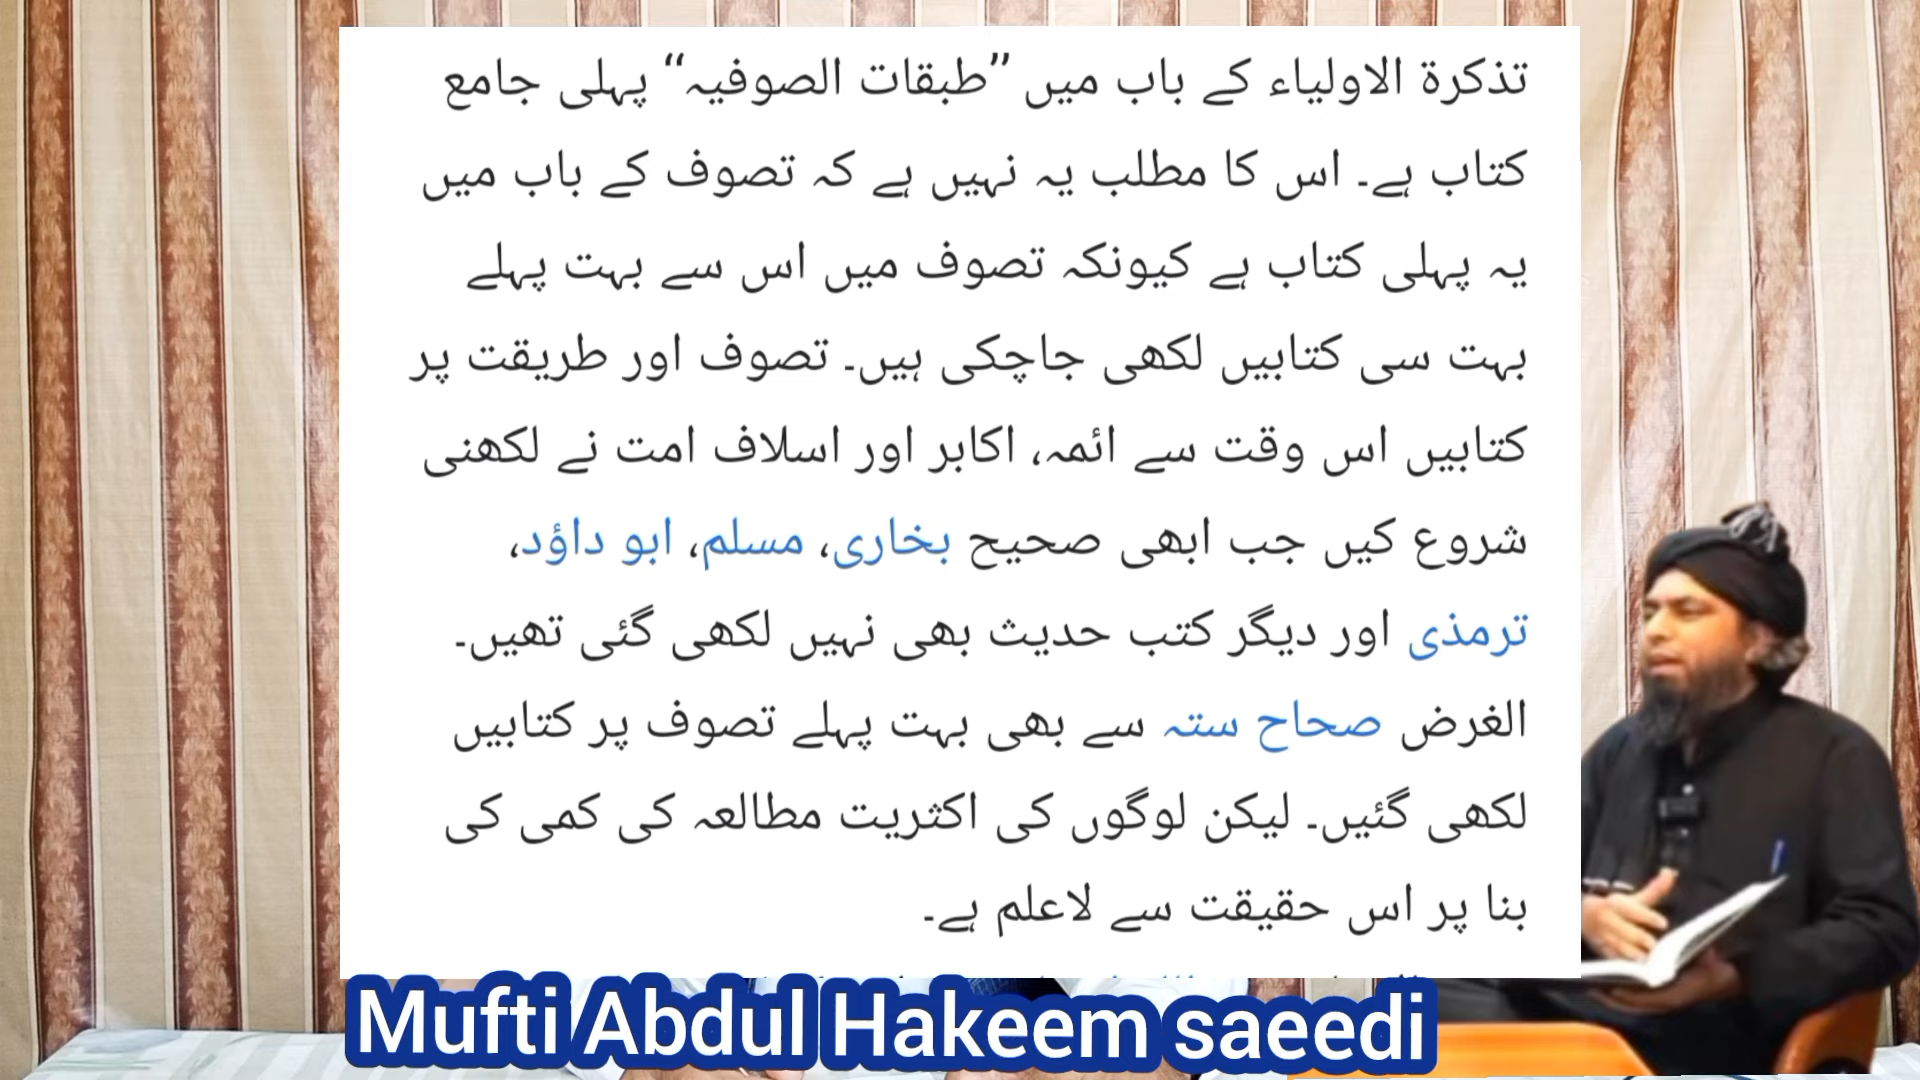 تذکرۃ الاولیاء کے باب میں ’’طبقات الصوفیہ‘‘ پہلی جامع
کتاب ہے۔ اس کا مطلب یہ نہیں ہے کہ تصوف کے باب میں
یہ پہلی کتاب ہے کیونکہ تصوف میں اس سے بہت پہلے
بہت سی کتابیں لکھی جاچکی ہیں۔ تصوف اور طریقت پر
کتابیں اس وقت سے ائمہ، اکابر اور اسلاف امت نے لکھنی
شروع کیں جب ابھی صحیح بخاری، مسلم، ابو داؤد،
ترمذی اور دیگر کتب حدیث بھی نہیں لکھی گئی تھیں۔
الغرض صحاح ستہ سے بھی بہت پہلے تصوف پر کتابیں
لکھی گئیں۔ لیکن لوگوں کی اکثریت مطالعہ کی کمی کی
بنا پر اس حقیقت سے لاعلم ہے۔
Mufti Abdul Hakeem saeedi